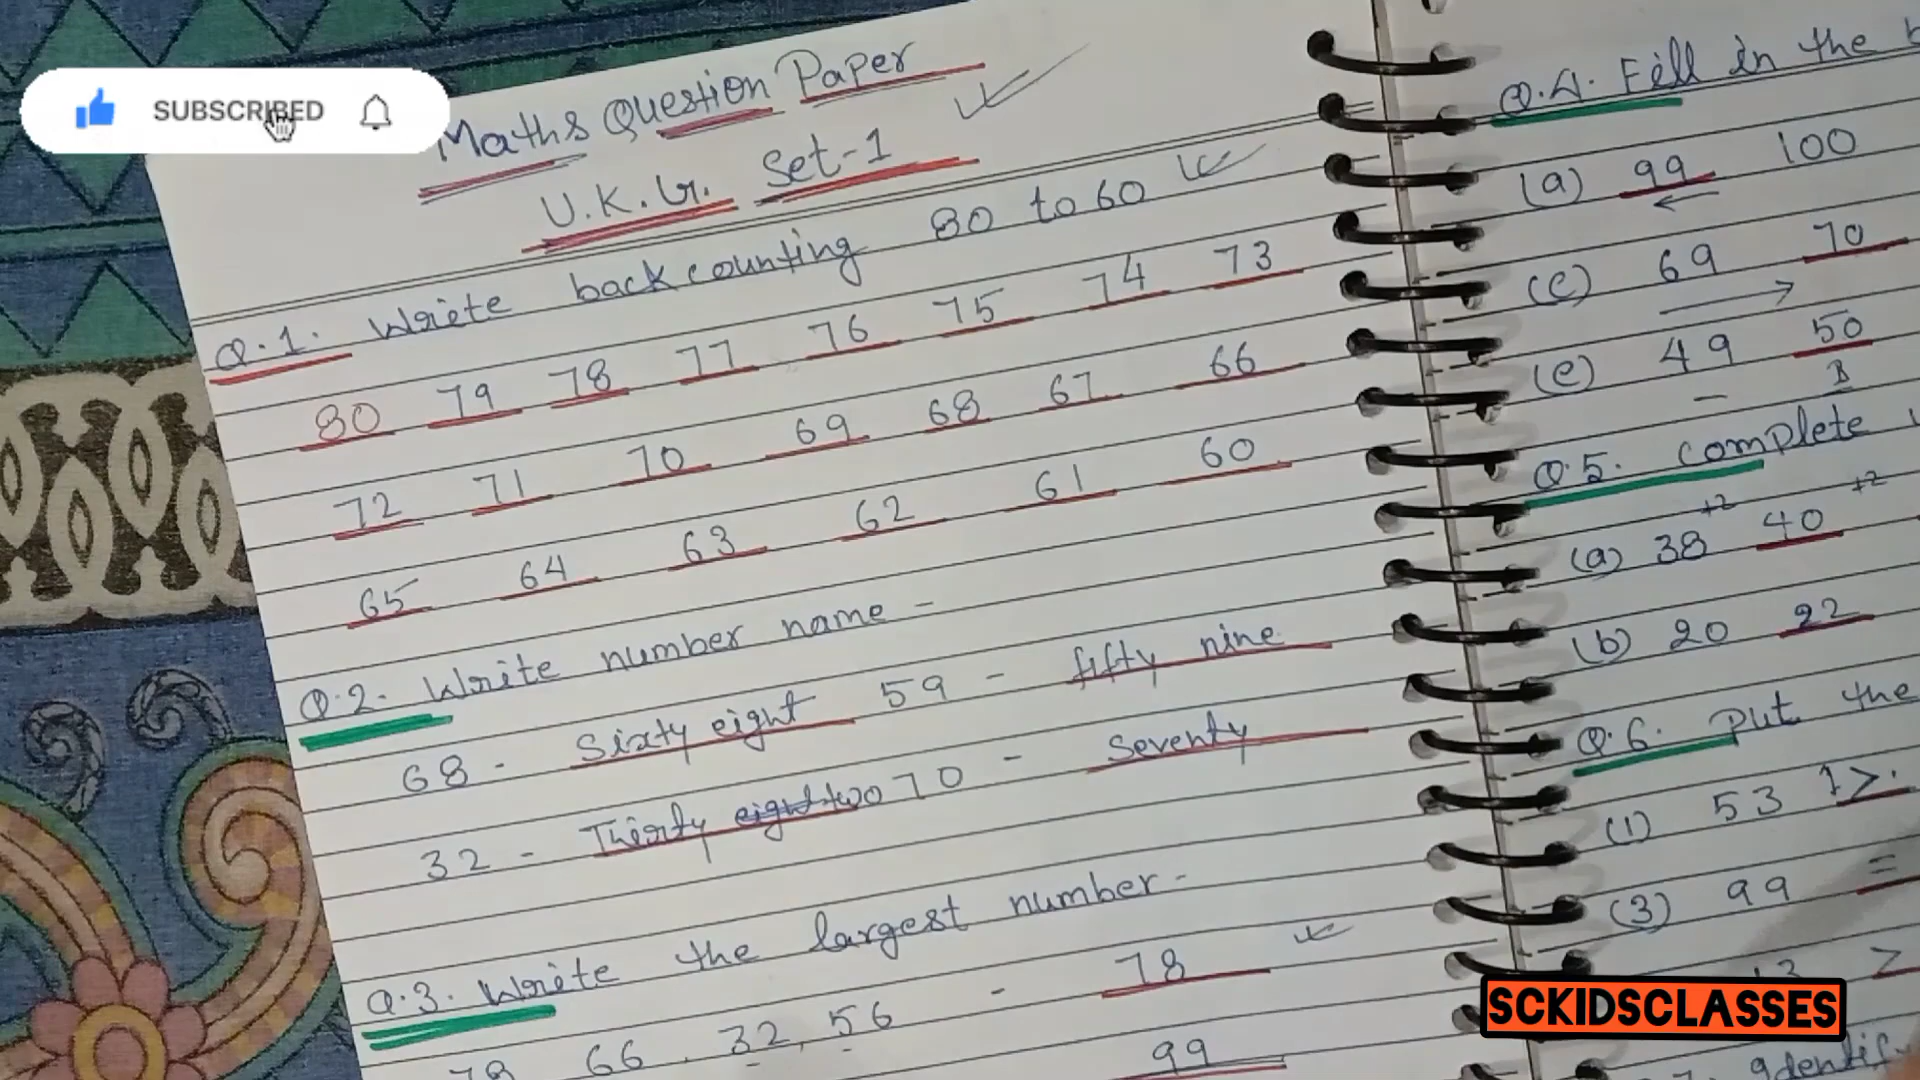 SUBSCRIBED
Maths Question Paper
U.K.G. Set-1
Q.1. Write back counting 80 to 60
80 79 78 77 76 75 74 73
72 71 70 69 68 67 66
65 64 63 62 61 60
Q.2. Write number name -
68 - Sixty eight 59 - fifty nine
32 - Thirty two 70 - Seventy
Q.3. Write the largest number -
78 66, 32, 56 - 78
99
Q.4. Fill in the
(a) 99 100
(c) 69 70
(e) 49 50
B
Q.5. Complete
(a) 38 +2 40 +2
(b) 20 22
Q.6. Put the
(1) 53 >
(3) 99 =
>
SCKIDSCLASSES